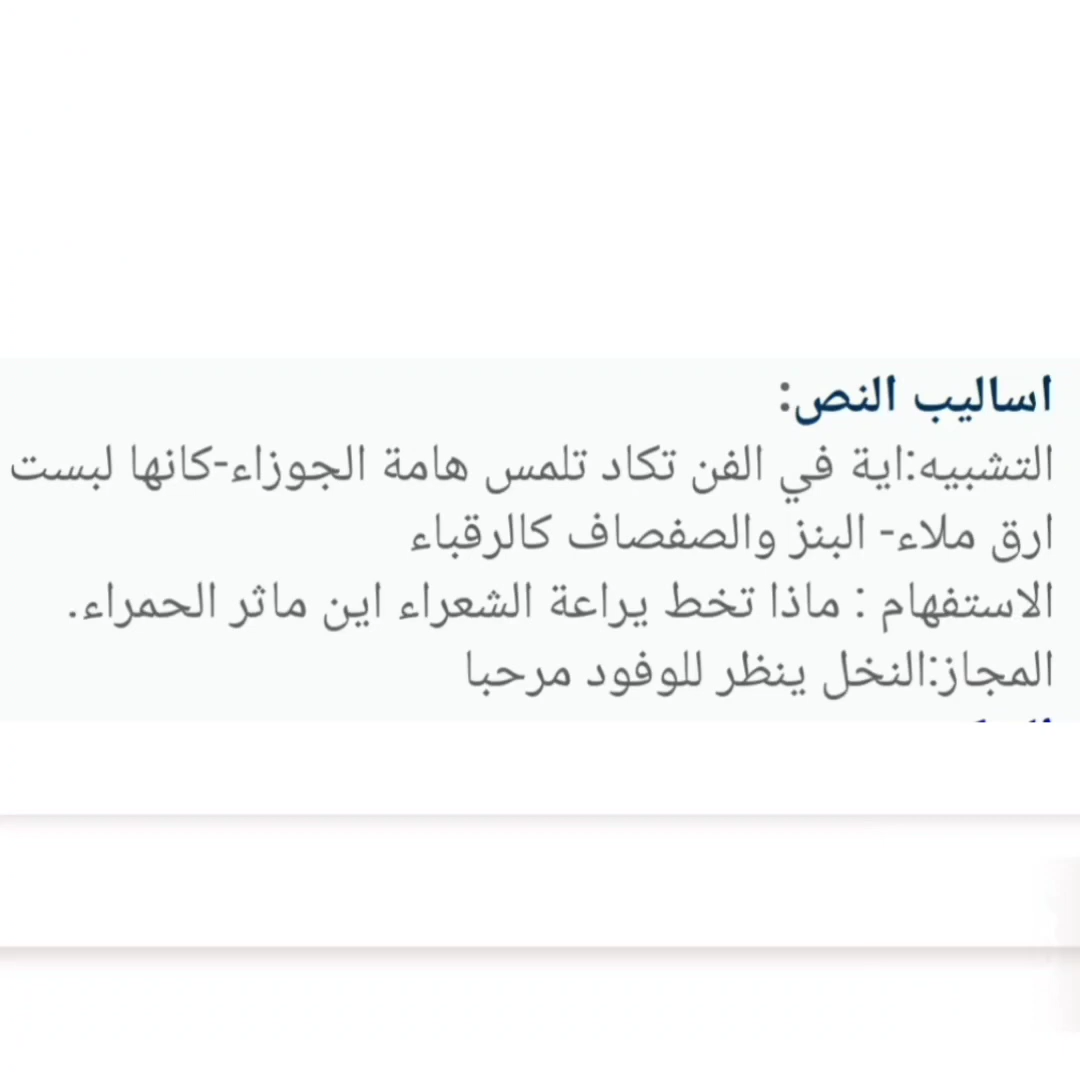 اساليب النص:
التشبيه:اية في الفن تكاد تلمس هامة الجوزاء-كانها لبست
ارق ملاء- البنز والصفصاف كالرقباء
الاستفهام : ماذا تخط يراعة الشعراء اين ماثر الحمراء.
المجاز:النخل ينظر للوفود مرحبا